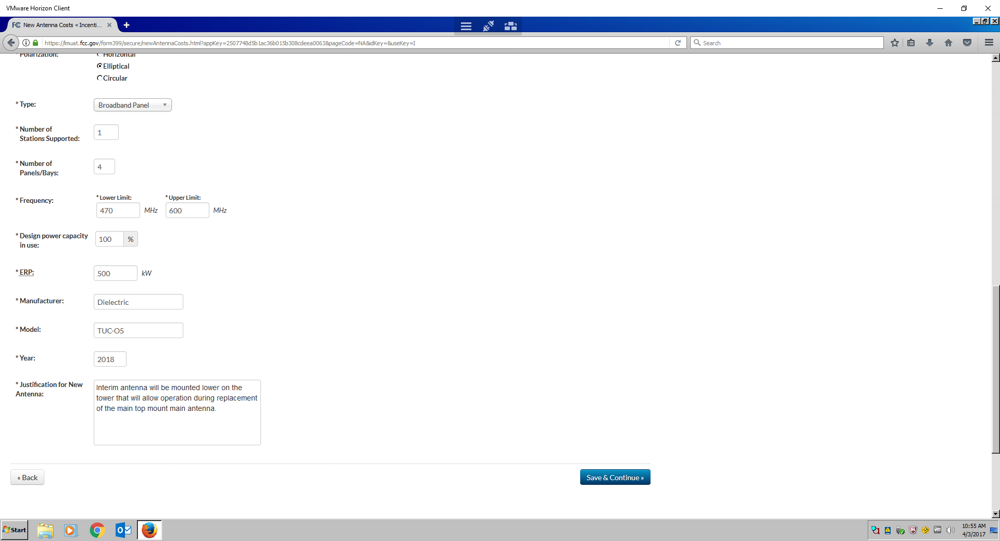 VMware Horizon Client
FC New Antenna Costs « Incenti...
https://lmuat.fcc.gov/form399/secure/newAntennaCosts.html?appKey=2507748d5b1ac36b015b308cdeea0063&pageCode=NA&idKey=&useKey=I
Search
* Polarization:
Horizontal
Elliptical
Circular
* Type:
Broadband Panel
* Number of
Stations Supported:
1
* Number of
Panels/Bays:
4
* Frequency:
* Lower Limit:
470 MHz
* Upper Limit:
600 MHz
* Design power capacity
in use:
100 %
* ERP:
500 kW
* Manufacturer:
Dielectric
* Model:
TUC-O5
* Year:
2018
* Justification for New
Antenna:
Interim antenna will be mounted lower on the
tower that will allow operation during replacement
of the main top mount main antenna.
« Back
Save & Continue »
Start
10:55 AM
4/3/2017